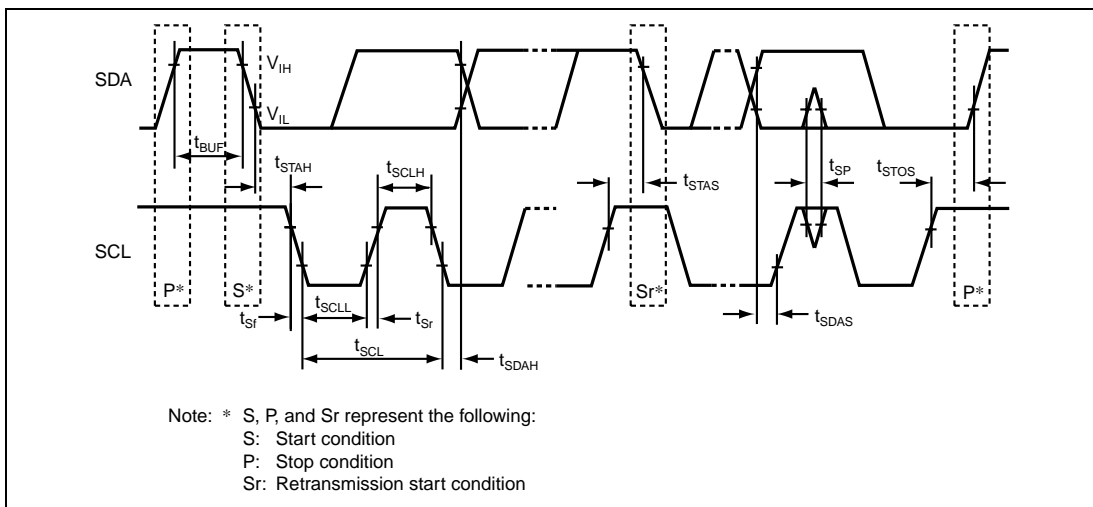 SDA
V_IH
V_IL
t_BUF
t_STAH
t_SCLH
t_STAS
t_SP
t_STOS
SCL
P*
S*
Sr*
P*
t_Sf
t_SCLL
t_Sr
t_SDAS
t_SCL
t_SDAH
Note: * S, P, and Sr represent the following:
S: Start condition
P: Stop condition
Sr: Retransmission start condition